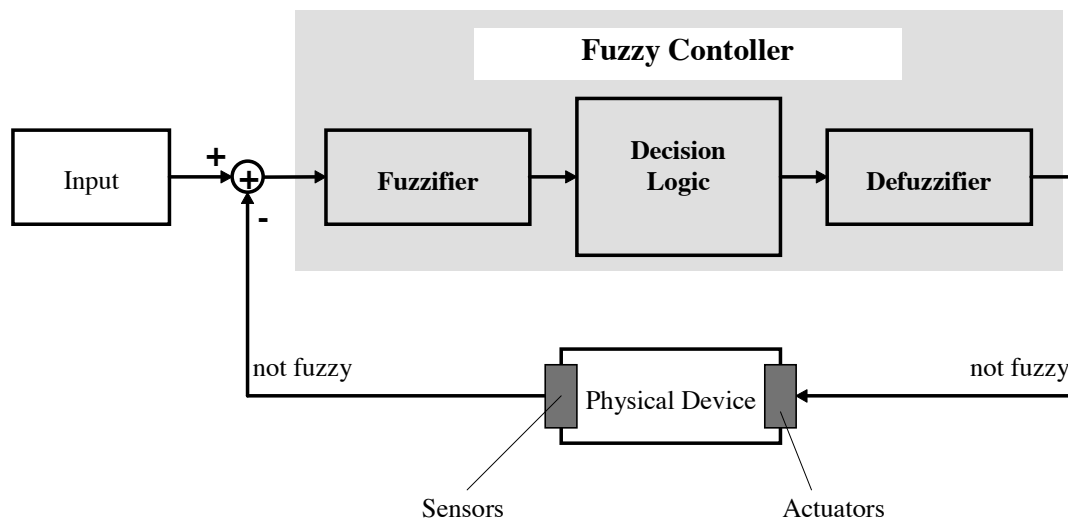 Fuzzy Contoller
Input
+
+
-
Fuzzifier
Decision
Logic
Defuzzifier
not fuzzy
Physical Device
not fuzzy
Sensors
Actuators